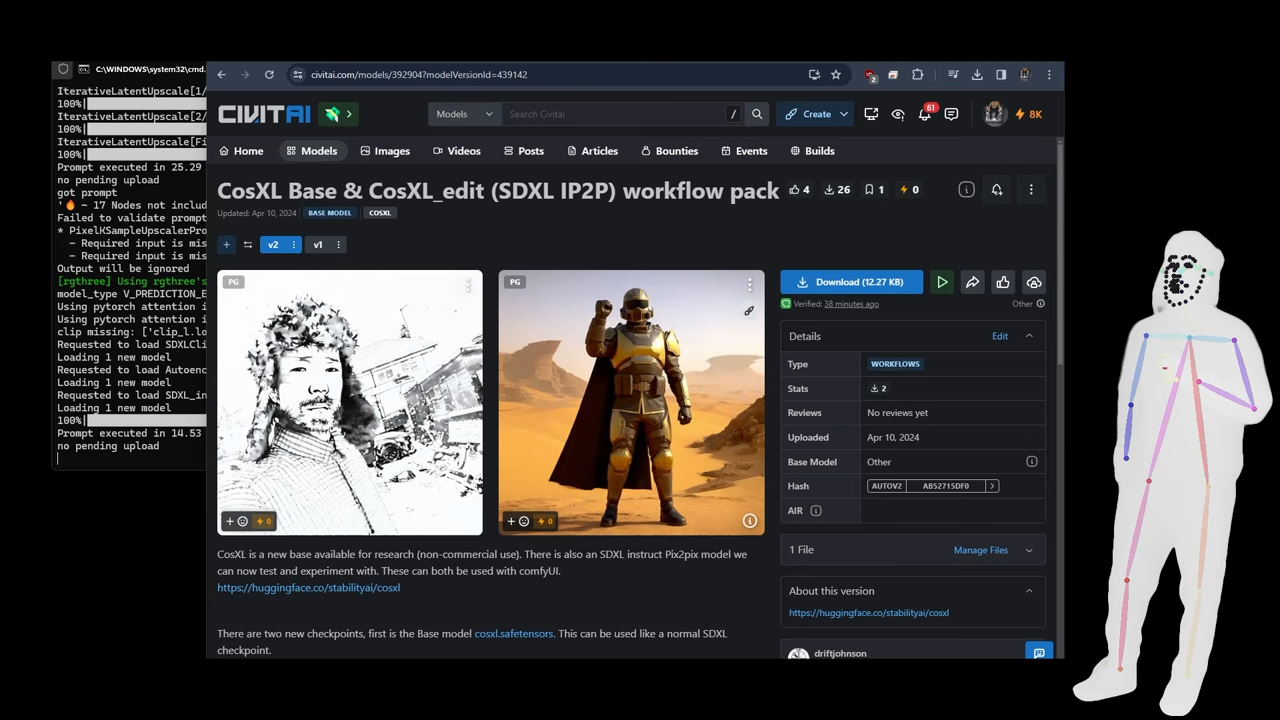 C:\WINDOWS\system32\cmd.
IterativeLatentUpscale[1/
100%|
IterativeLatentUpscale[2/
100%|
IterativeLatentUpscale[Fi
100%|
Prompt executed in 25.29
no pending upload
got prompt
'🔥 - 17 Nodes not includ
Failed to validate prompt
* PixelKSampleUpscalerPro
- Required input is mis
- Required input is mis
Output will be ignored
[rgthree] Using rgthree's
model_type V_PREDICTION_E
Using pytorch attention i
Using pytorch attention i
clip missing: ['clip_l.lo
Requested to load SDXLCli
Loading 1 new model
Requested to load Autoenc
Loading 1 new model
Requested to load SDXL_in
Loading 1 new model
100%|
Prompt executed in 14.53
no pending upload
civitai.com/models/392904?modelVersionId=439142
2
CIVITAI
Models
Search Civitai
/
Create
61
8K
Home
Models
Images
Videos
Posts
Articles
Bounties
Events
Builds
CosXL Base & CosXL_edit (SDXL IP2P) workflow pack
4
26
1
0
Updated: Apr 10, 2024
BASE MODEL
COSXL
v2
v1
PG
0
PG
0
Download (12.27 KB)
Verified: 38 minutes ago
Other
Details
Edit
Type
WORKFLOWS
Stats
2
Reviews
No reviews yet
Uploaded
Apr 10, 2024
Base Model
Other
Hash
AUTOV2
AB52715DF0
AIR
1 File
Manage Files
About this version
https://huggingface.co/stabilityai/cosxl
driftjohnson
CosXL is a new base available for research (non-commercial use). There is also an SDXL instruct Pix2pix model we
can now test and experiment with. These can both be used with comfyUI.
https://huggingface.co/stabilityai/cosxl
There are two new checkpoints, first is the Base model cosxl.safetensors. This can be used like a normal SDXL
checkpoint.